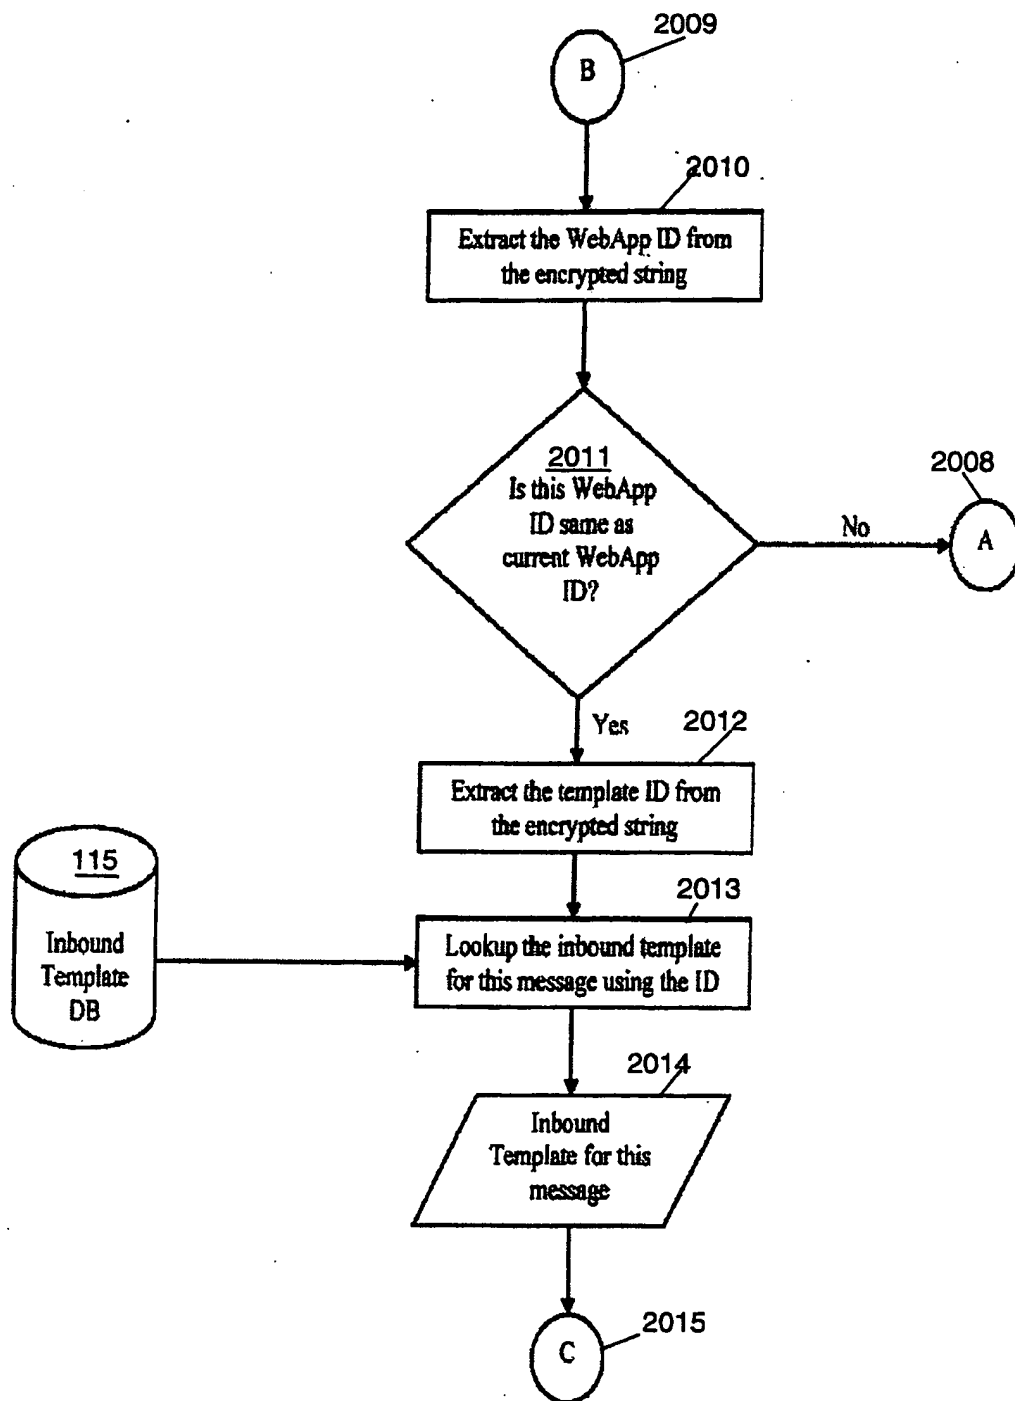 2009
B
2010
Extract the WebApp ID from
the encrypted string
2011
Is this WebApp
ID same as
current WebApp
ID?
No
2008
A
Yes
2012
Extract the template ID from
the encrypted string
115
Inbound
Template
DB
2013
Lookup the inbound template
for this message using the ID
2014
Inbound
Template for this
message
2015
C